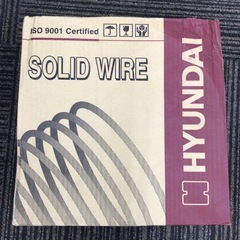 ISO 9001 Certified
SOLID WIRE
HYUNDAI